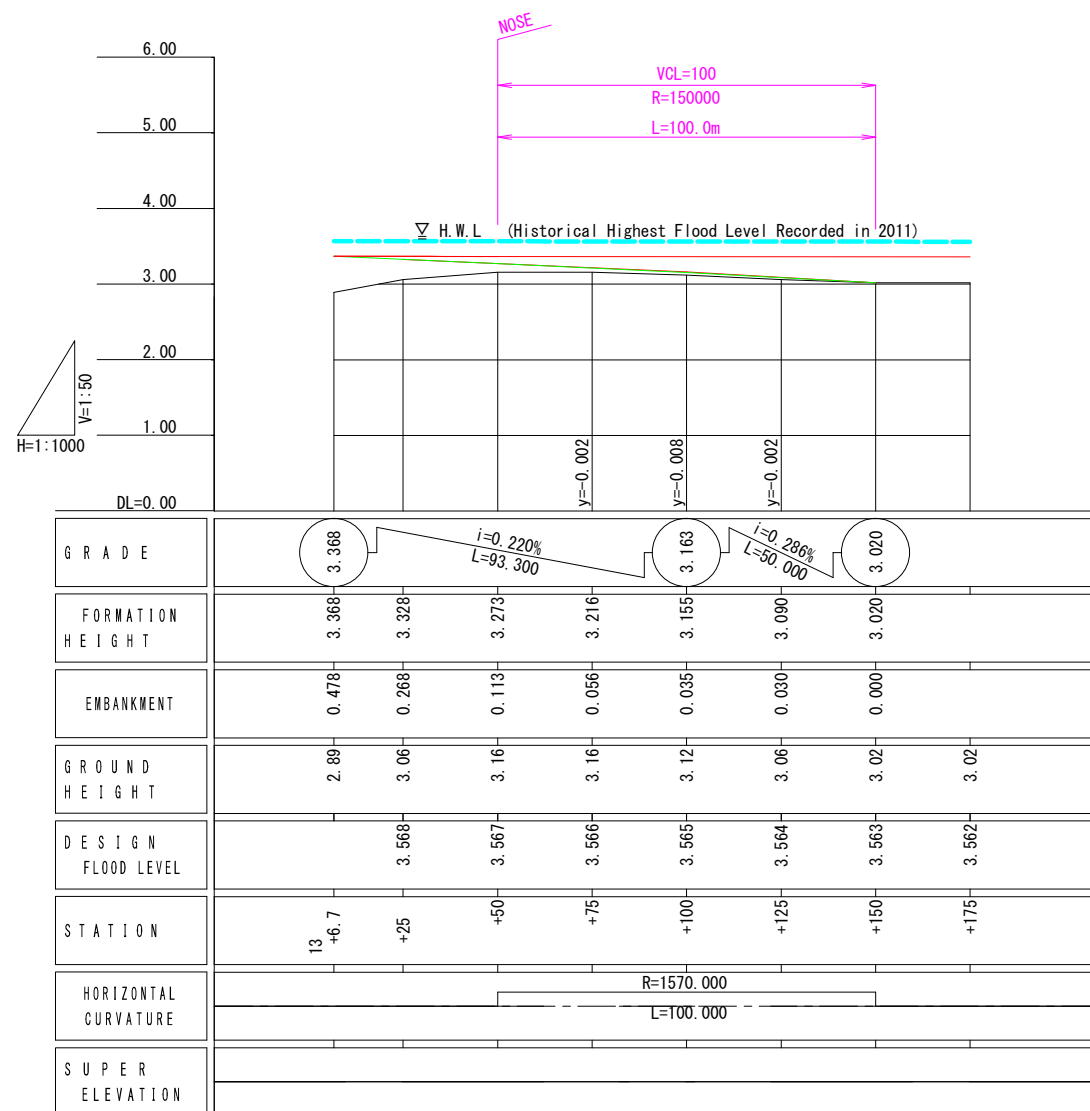 NOSE
6.00
VCL=100
R=150000
5.00
L=100.0m
4.00
H.W.L (Historical Highest Flood Level Recorded in 2011)
3.00
2.00
V=1:50
1.00
H=1:1000
y=-0.002
y=-0.008
y=-0.002
DL=0.00
GRADE
3.368
i=0.220%
L=93.300
3.163
i=0.286%
L=50.000
3.020
FORMATION
HEIGHT
3.368
3.328
3.273
3.216
3.155
3.090
3.020
EMBANKMENT
0.478
0.268
0.113
0.056
0.035
0.030
0.000
GROUND
HEIGHT
2.89
3.06
3.16
3.16
3.12
3.06
3.02
3.02
DESIGN
FLOOD LEVEL
3.568
3.567
3.566
3.565
3.564
3.563
3.562
STATION
13
+6.7
+25
+50
+75
+100
+125
+150
+175
HORIZONTAL
CURVATURE
R=1570.000
L=100.000
SUPER
ELEVATION